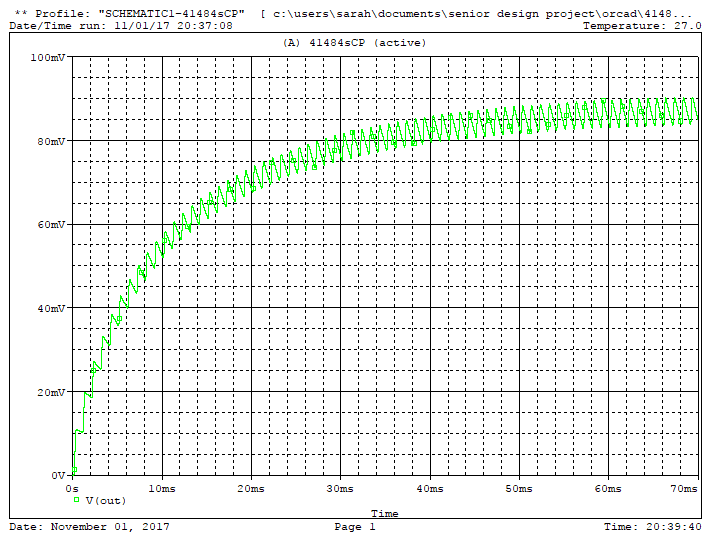 ** Profile: "SCHEMATIC1-41484sCP"  [ c:\users\sarah\documents\senior design project\orcad\4148...
Date/Time run: 11/01/17 20:37:08 Temperature: 27.0
(A) 41484sCP (active)
100mV
80mV
60mV
40mV
20mV
0V
0s 10ms 20ms 30ms 40ms 50ms 60ms 70ms
V(out)
Time
Date: November 01, 2017 Page 1 Time: 20:39:40